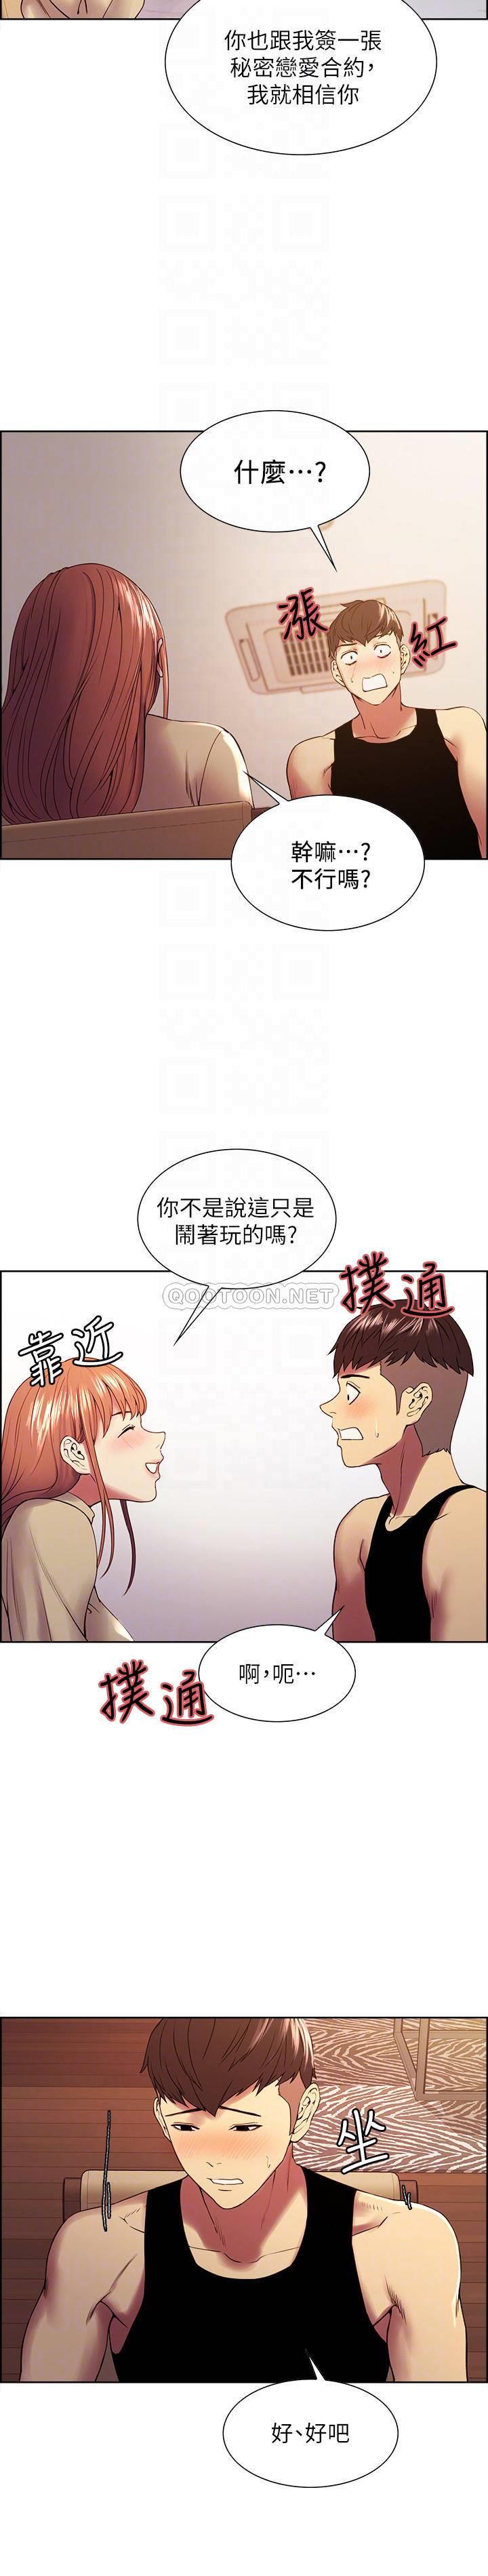 你也跟我簽一張
秘密戀愛合約，
我就相信你
什麼…?
漲
紅
幹嘛…?
不行嗎?
你不是說這只是
鬧著玩的嗎?
QOOTOON.NET
撲通
靠近
啊，呃…
撲通
坐
好、好吧